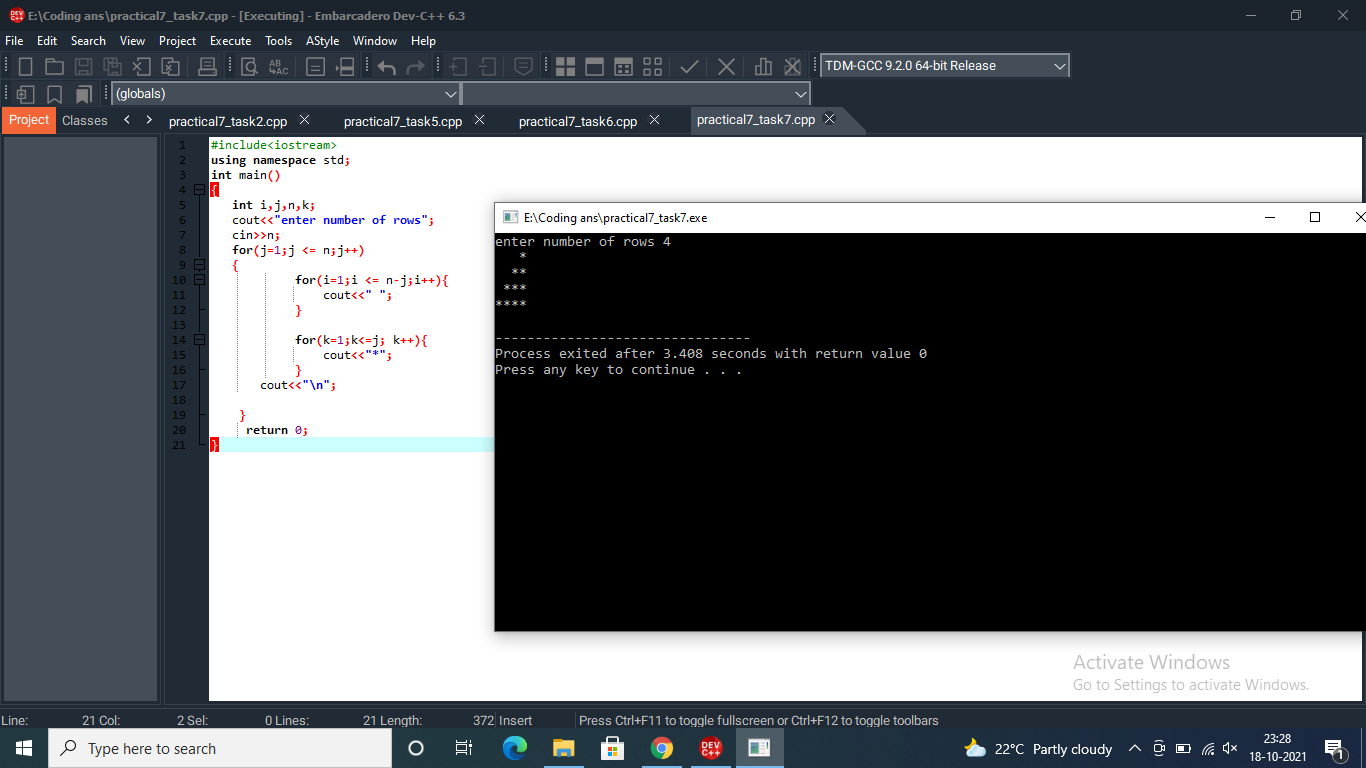 E:\Coding ans\practical7_task7.cpp - [Executing] - Embarcadero Dev-C++ 6.3
File Edit Search View Project Execute Tools AStyle Window Help
TDM-GCC 9.2.0 64-bit Release
(globals)
Project Classes practical7_task2.cpp practical7_task5.cpp practical7_task6.cpp practical7_task7.cpp
1 #include<iostream>
2 using namespace std;
3 int main()
4 {
5 int i,j,n,k;
6 cout<<"enter number of rows";
7 cin>>n;
8 for(j=1;j <= n;j++)
9 {
10 for(i=1;i <= n-j;i++){
11 cout<<" ";
12 }
13
14 for(k=1;k<=j; k++){
15 cout<<"*";
16 }
17 cout<<"\n";
18
19 }
20 return 0;
21 }
E:\Coding ans\practical7_task7.exe
enter number of rows 4
   *
  **
 ***
****
--------------------------------
Process exited after 3.408 seconds with return value 0
Press any key to continue . . .
Activate Windows
Go to Settings to activate Windows.
Line: 21 Col: 2 Sel: 0 Lines: 21 Length: 372 Insert Press Ctrl+F11 to toggle fullscreen or Ctrl+F12 to toggle toolbars
Type here to search
DEV C++
22°C Partly cloudy
23:28
18-10-2021
1